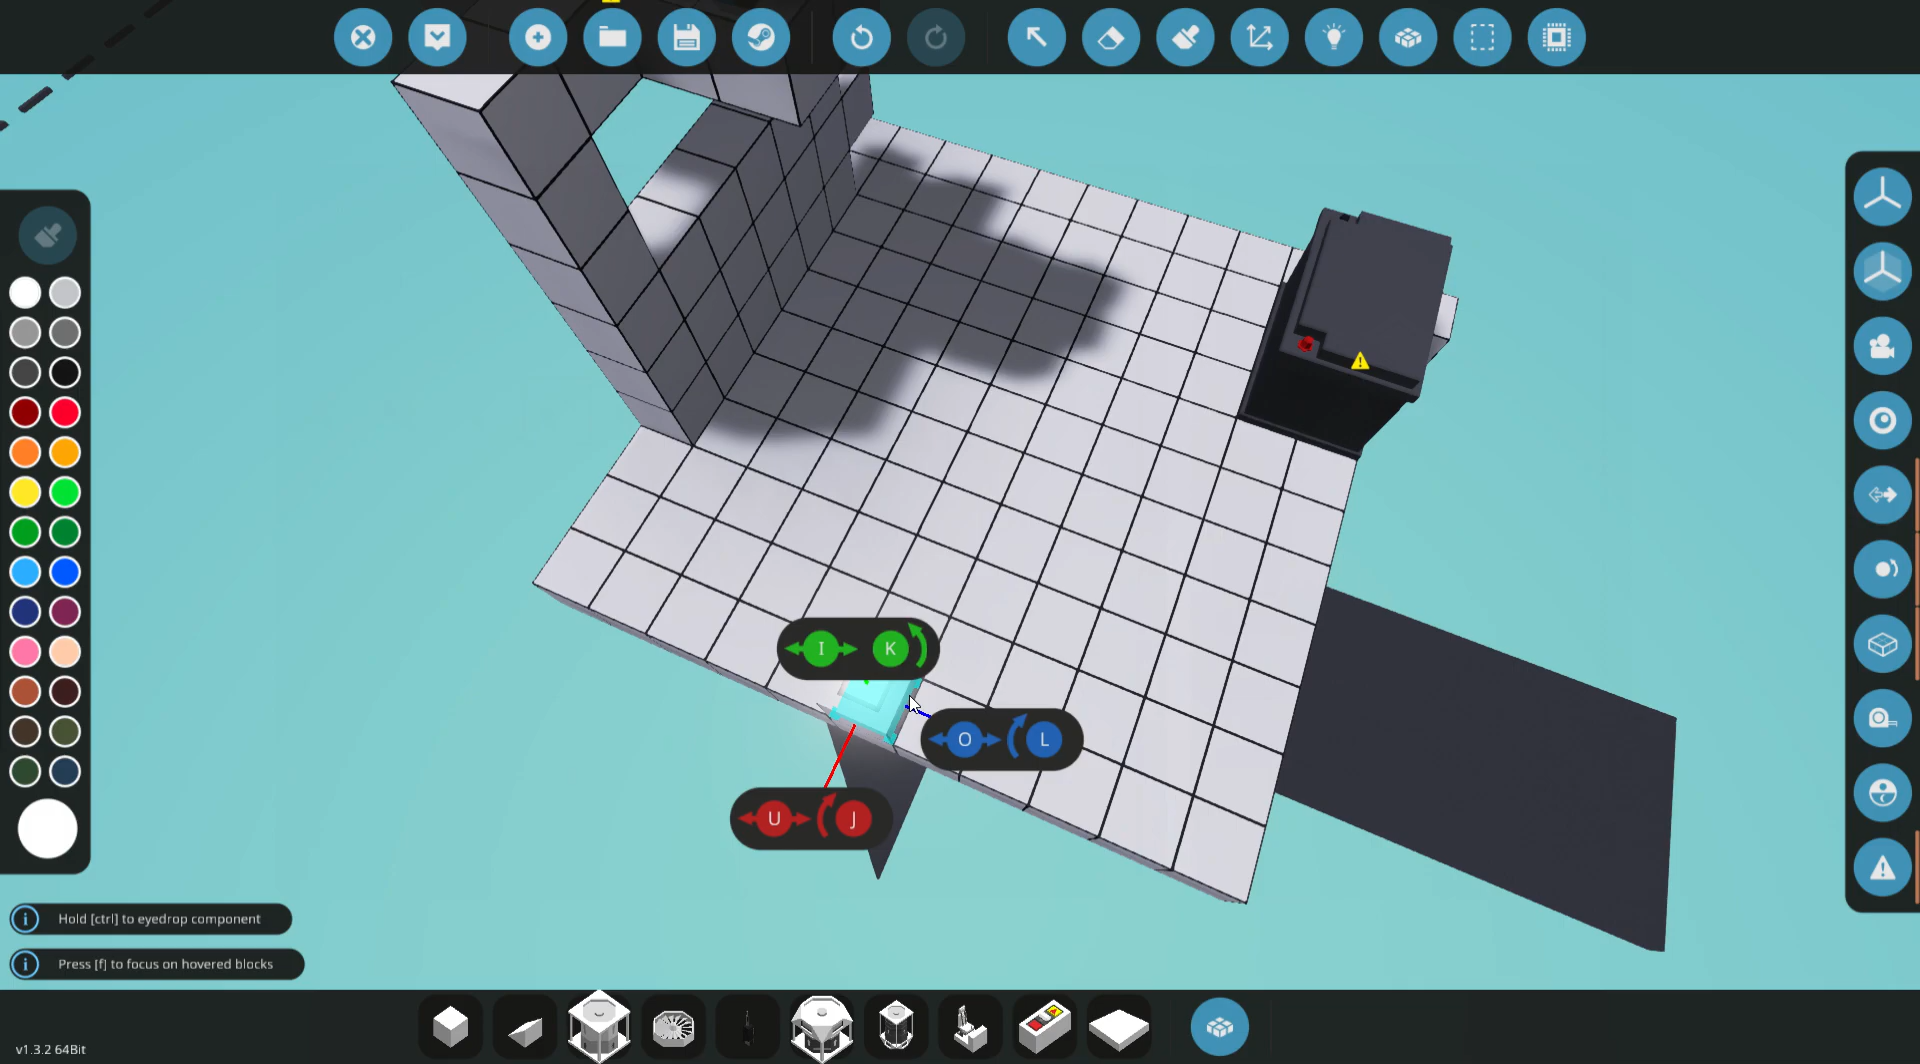 I K
O L
U J
Hold [ctrl] to eyedrop component
Press [f] to focus on hovered blocks
v1.3.2 64Bit